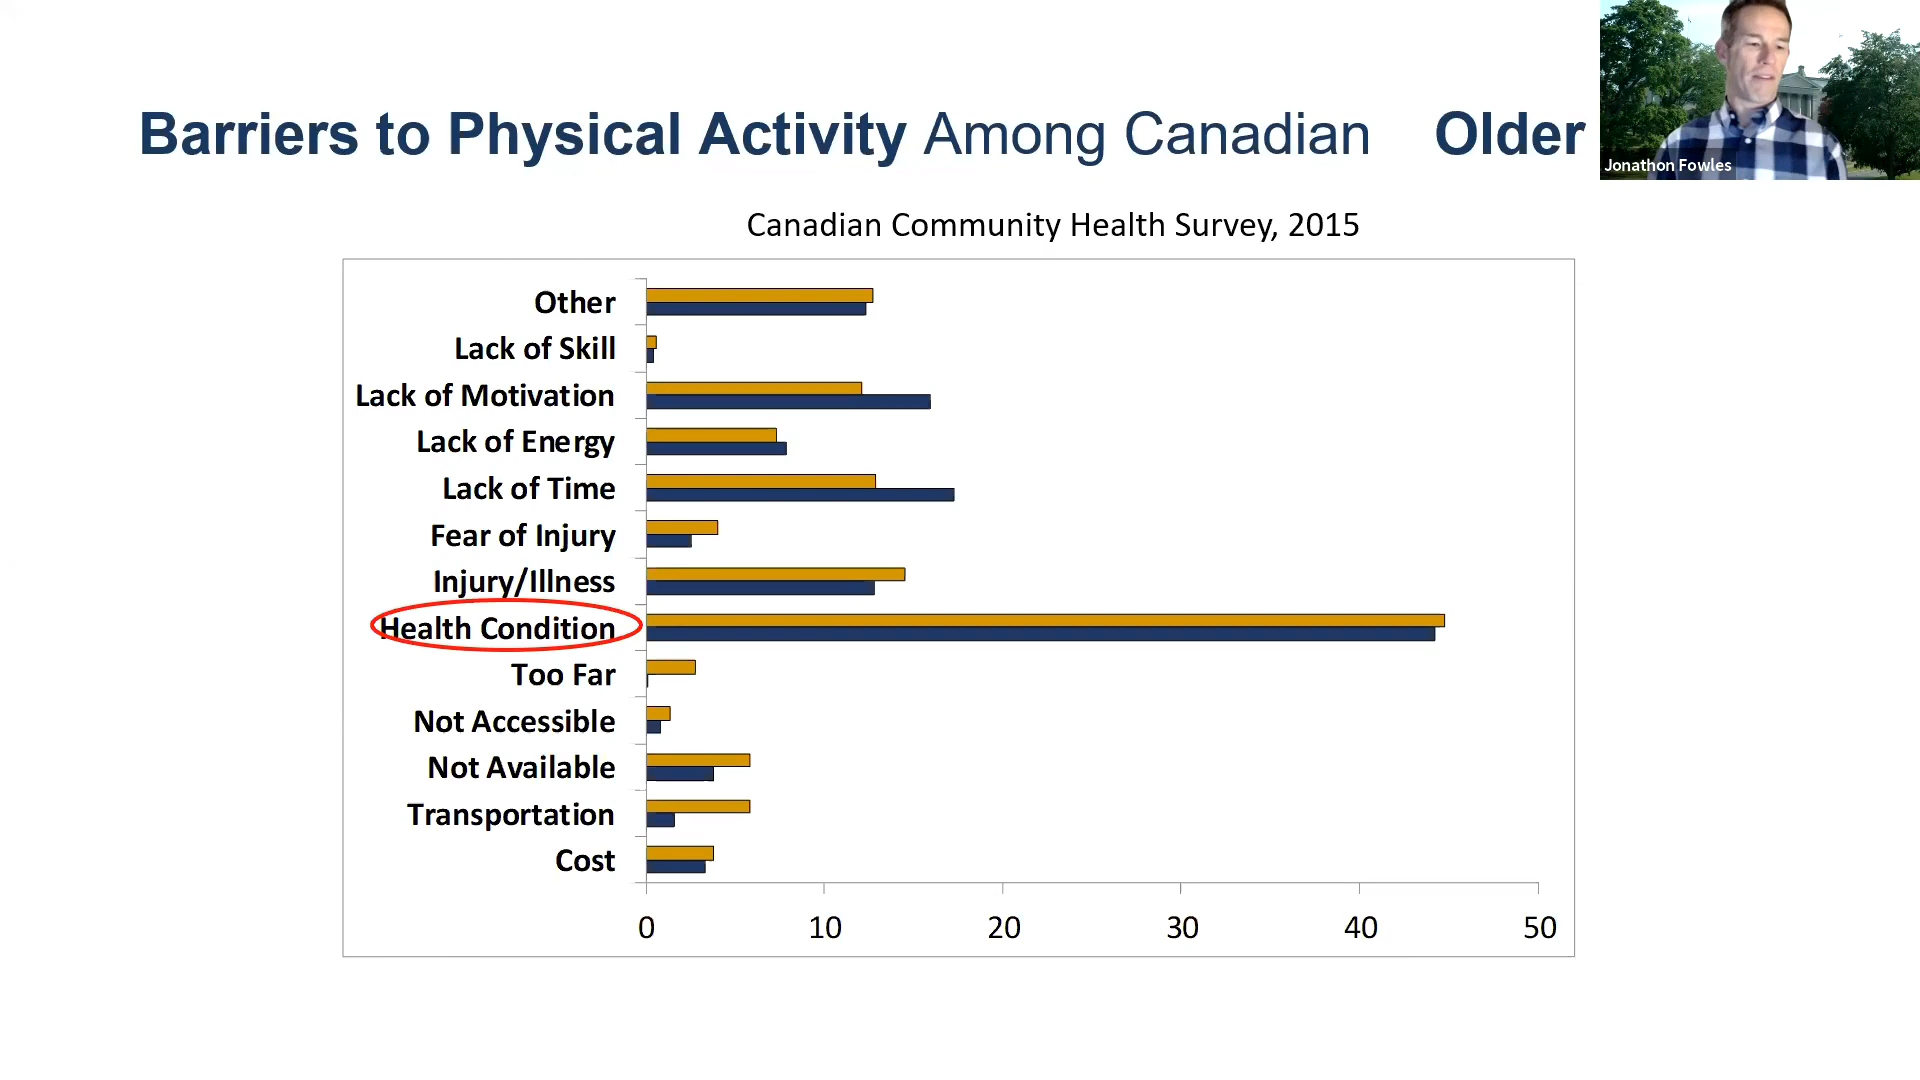 Barriers to Physical Activity Among Canadian Older
Jonathon Fowles
Canadian Community Health Survey, 2015
Other
Lack of Skill
Lack of Motivation
Lack of Energy
Lack of Time
Fear of Injury
Injury/Illness
Health Condition
Too Far
Not Accessible
Not Available
Transportation
Cost
0 10 20 30 40 50